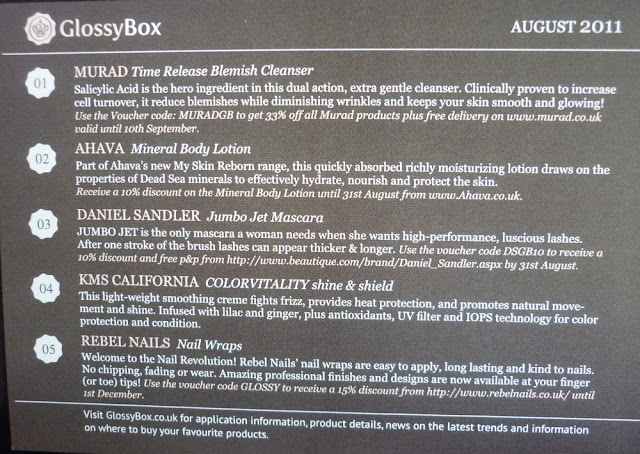 GlossyBox AUGUST 2011
01 MURAD Time Release Blemish Cleanser
Salicylic Acid is the hero ingredient in this dual action, extra gentle cleanser. Clinically proven to increase
cell turnover, it reduce blemishes while diminishing wrinkles and keeps your skin smooth and glowing!
Use the Voucher code: MURADGB to get 33% off all Murad products plus free delivery on www.murad.co.uk
valid until 10th September.
02 AHAVA Mineral Body Lotion
Part of Ahava's new My Skin Reborn range, this quickly absorbed richly moisturizing lotion draws on the
properties of Dead Sea minerals to effectively hydrate, nourish and protect the skin.
Receive a 10% discount on the Mineral Body Lotion until 31st August from www.Ahava.co.uk.
03 DANIEL SANDLER Jumbo Jet Mascara
JUMBO JET is the only mascara a woman needs when she wants high-performance, luscious lashes.
After one stroke of the brush lashes can appear thicker & longer. Use the voucher code DSGB10 to receive a
10% discount and free p&p from http://www.beautique.com/brand/Daniel_Sandler.aspx by 31st August.
04 KMS CALIFORNIA COLORVITALITY shine & shield
This light-weight smoothing creme fights frizz, provides heat protection, and promotes natural move-
ment and shine. Infused with lilac and ginger, plus antioxidants, UV filter and IOPS technology for color
protection and condition.
05 REBEL NAILS Nail Wraps
Welcome to the Nail Revolution! Rebel Nails' nail wraps are easy to apply, long lasting and kind to nails.
No chipping, fading or wear. Amazing professional finishes and designs are now available at your finger
(or toe) tips! Use the voucher code GLOSSY to receive a 15% discount from http://www.rebelnails.co.uk/ until
1st December.
Visit GlossyBox.co.uk for application information, product details, news on the latest trends and information
on where to buy your favourite products.